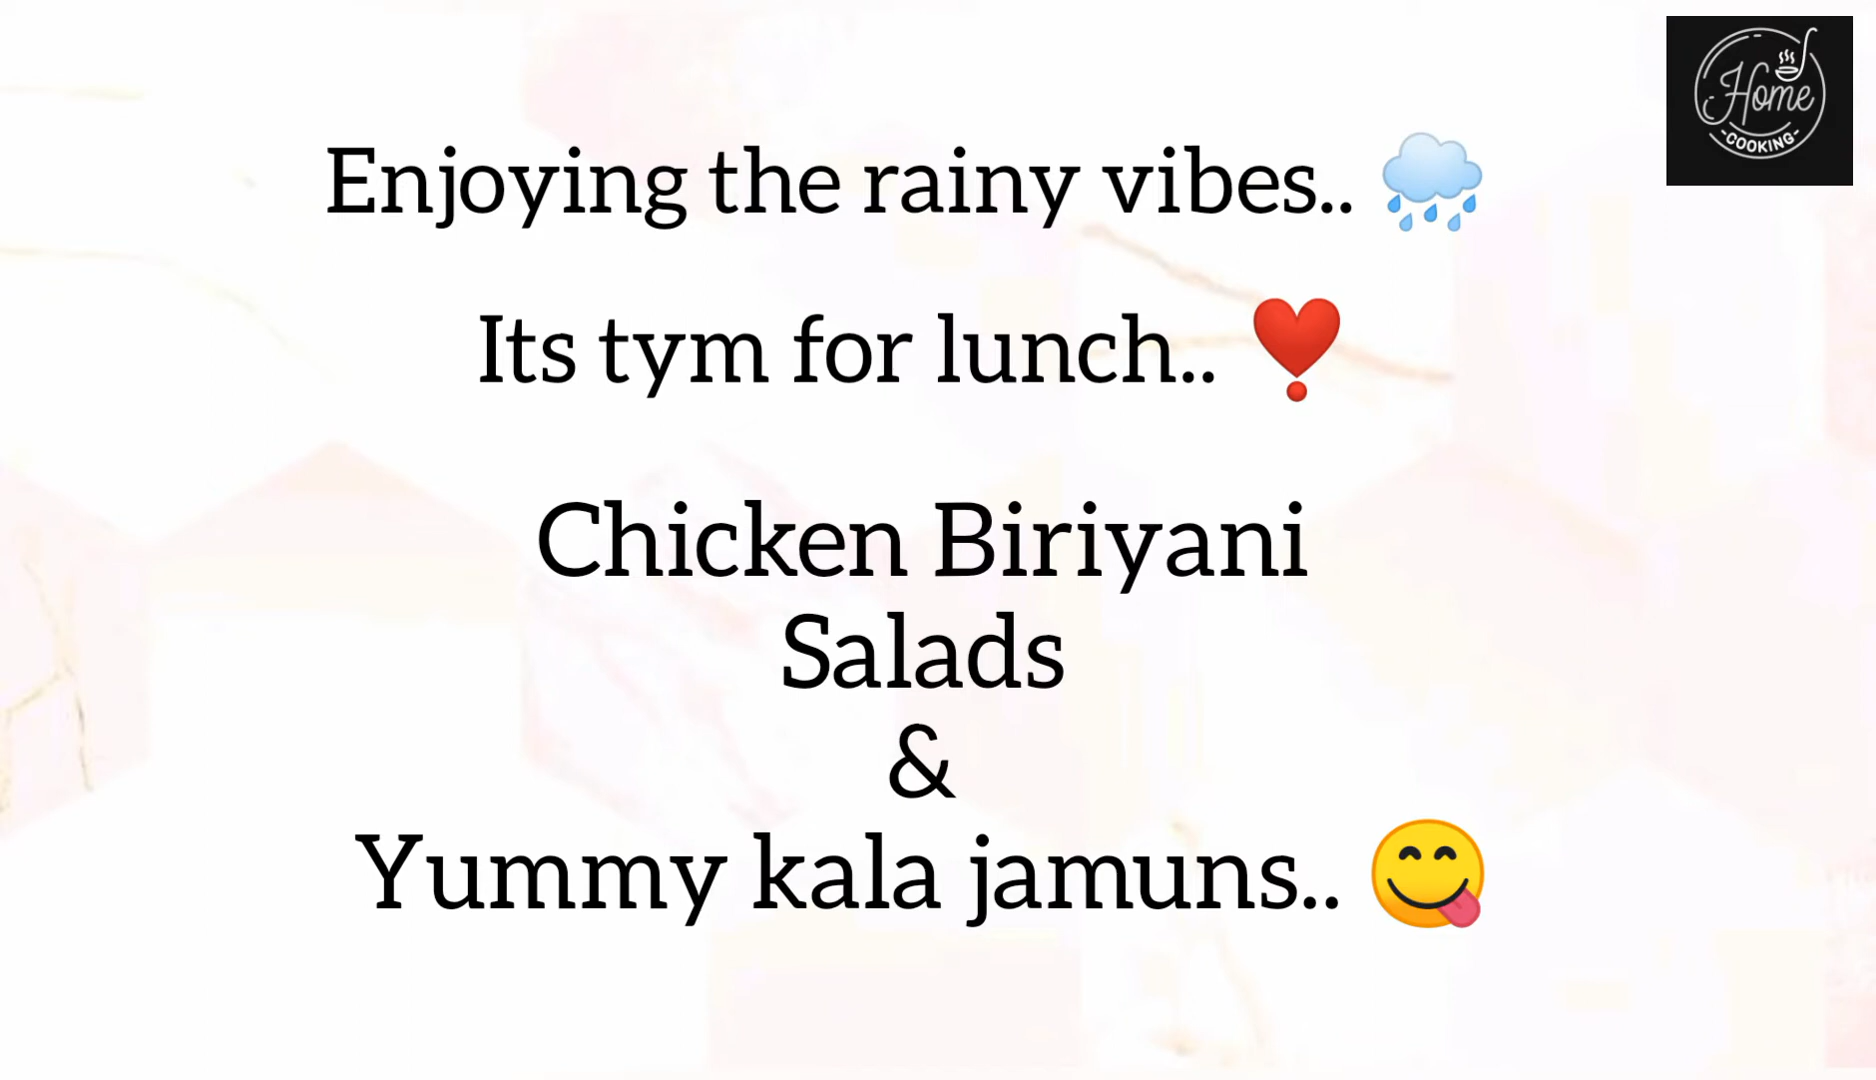 Home
-COOKING-
Enjoying the rainy vibes.. 🌧️
Its tym for lunch.. ❣️
Chicken Biriyani
Salads
&
Yummy kala jamuns.. 😋